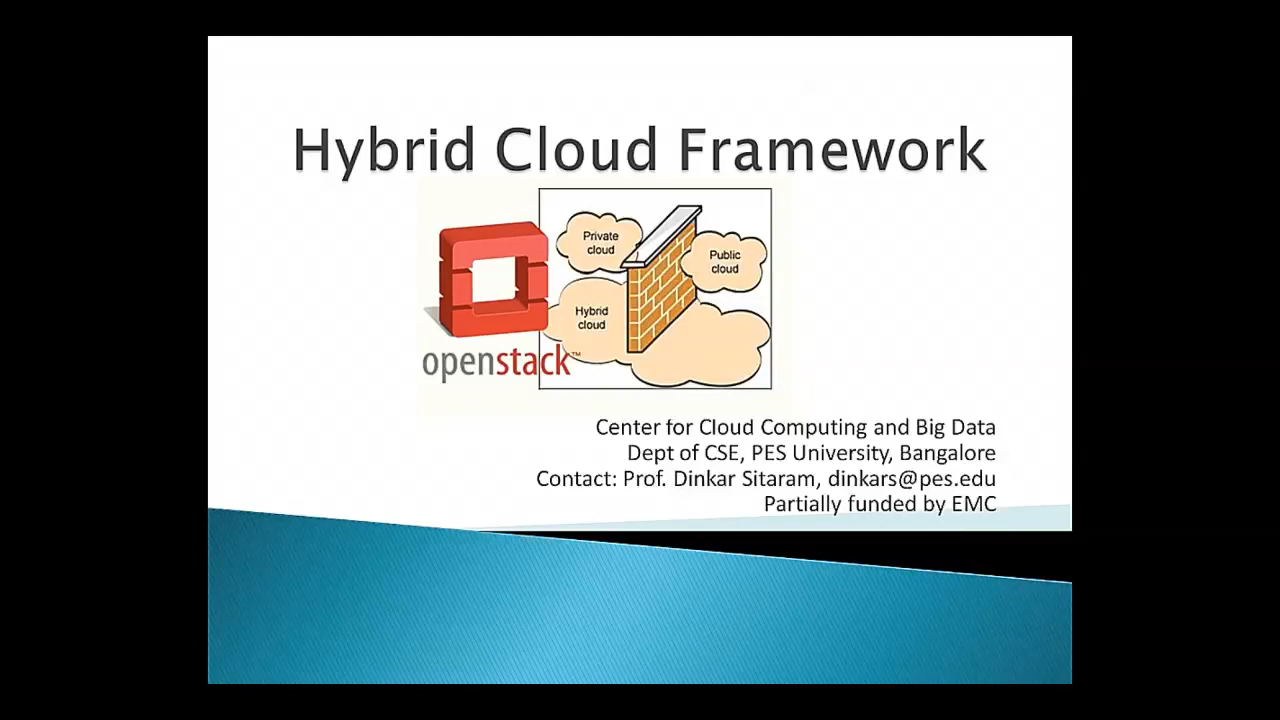 Hybrid Cloud Framework
Private
cloud
Public
cloud
Hybrid
cloud
openstack™
Center for Cloud Computing and Big Data
Dept of CSE, PES University, Bangalore
Contact: Prof. Dinkar Sitaram, dinkars@pes.edu
Partially funded by EMC